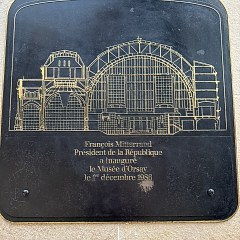 François Mitterrand
Président de la République
a inauguré
le Musée d'Orsay
le 1er décembre 1986